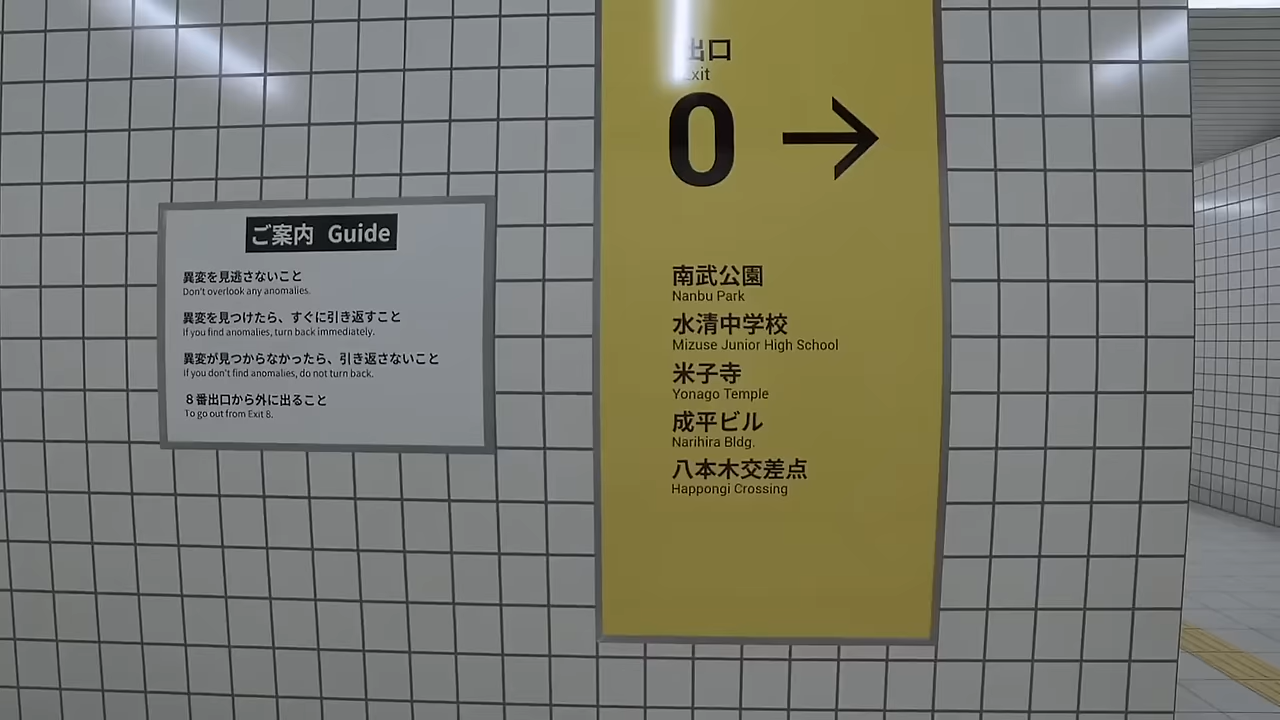 ご案内 Guide
異変を見逃さないこと
Don't overlook any anomalies.
異変を見つけたら、すぐに引き返すこと
If you find anomalies, turn back immediately.
異変が見つからなかったら、引き返さないこと
If you don't find anomalies, do not turn back.
８番出口から外に出ること
To go out from Exit 8.
出口
Exit
0 →
南武公園
Nanbu Park
水清中学校
Mizuse Junior High School
米子寺
Yonago Temple
成平ビル
Narihira Bldg.
八本木交差点
Happongi Crossing